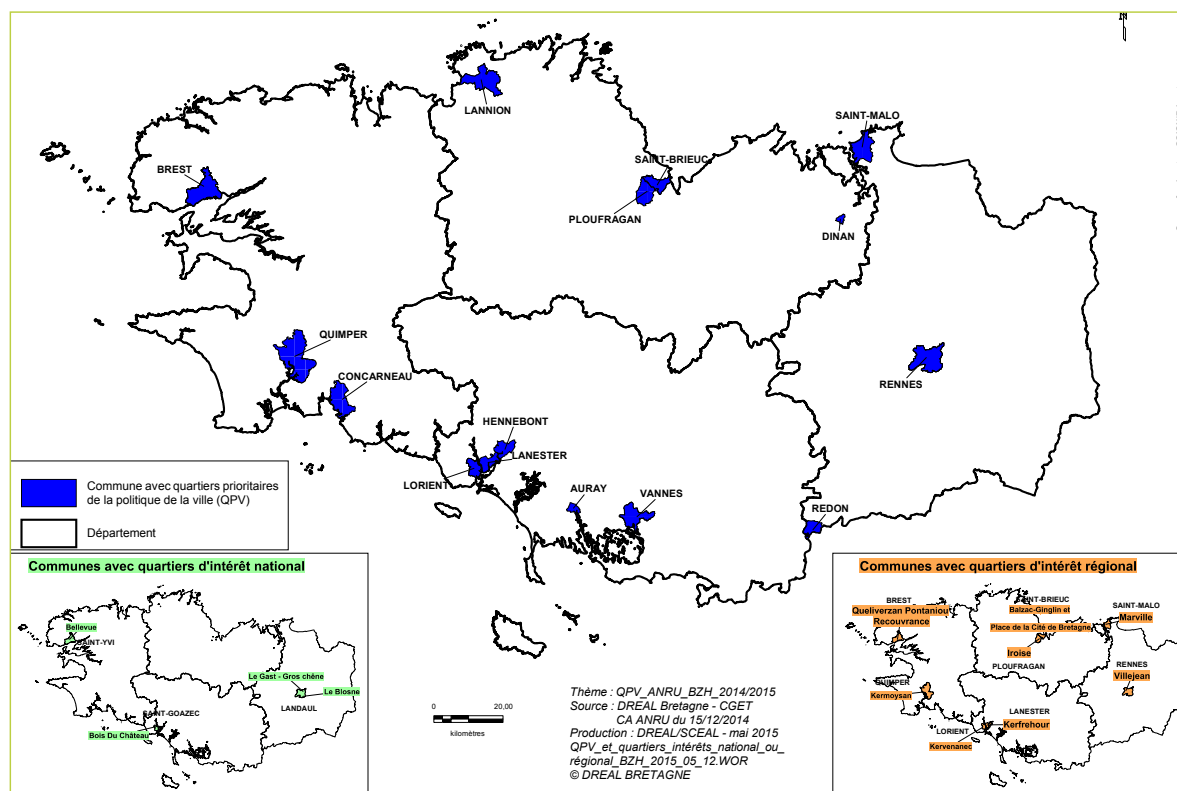 LANNION
SAINT-MALO
SAINT-BRIEUC
BREST
PLOUFRAGAN
DINAN
QUIMPER
CONCARNEAU
RENNES
HENNEBONT
LANESTER
LORIENT
AURAY
VANNES
REDON
Commune avec quartiers prioritaires
de la politique de la ville (QPV)
Département
Communes avec quartiers d'intérêt national
Bellevue
SAINT-YVI
Le Gast - Gros chêne
Le Blosne
LANDAUL
SAINT-GOAZEC
Bois Du Château
0 20,00
kilomètres
Thème : QPV_ANRU_BZH_2014/2015
Source : DREAL Bretagne - CGET
CA ANRU du 15/12/2014
Production : DREAL/SCEAL - mai 2015
QPV_et_quartiers_intérêts_national_ou_
régional_BZH_2015_05_12.WOR
© DREAL BRETAGNE
Communes avec quartiers d'intérêt régional
BREST
Queliverzan Pontaniou
Recouvrance
SAINT-BRIEUC
Balzac-Ginglin et
Place de la Cité de Bretagne
SAINT-MALO
Marville
Iroise
PLOUFRAGAN
RENNES
Villejean
QUIMPER
Kermoysan
LANESTER
Kerfrehour
LORIENT
Kervenanec